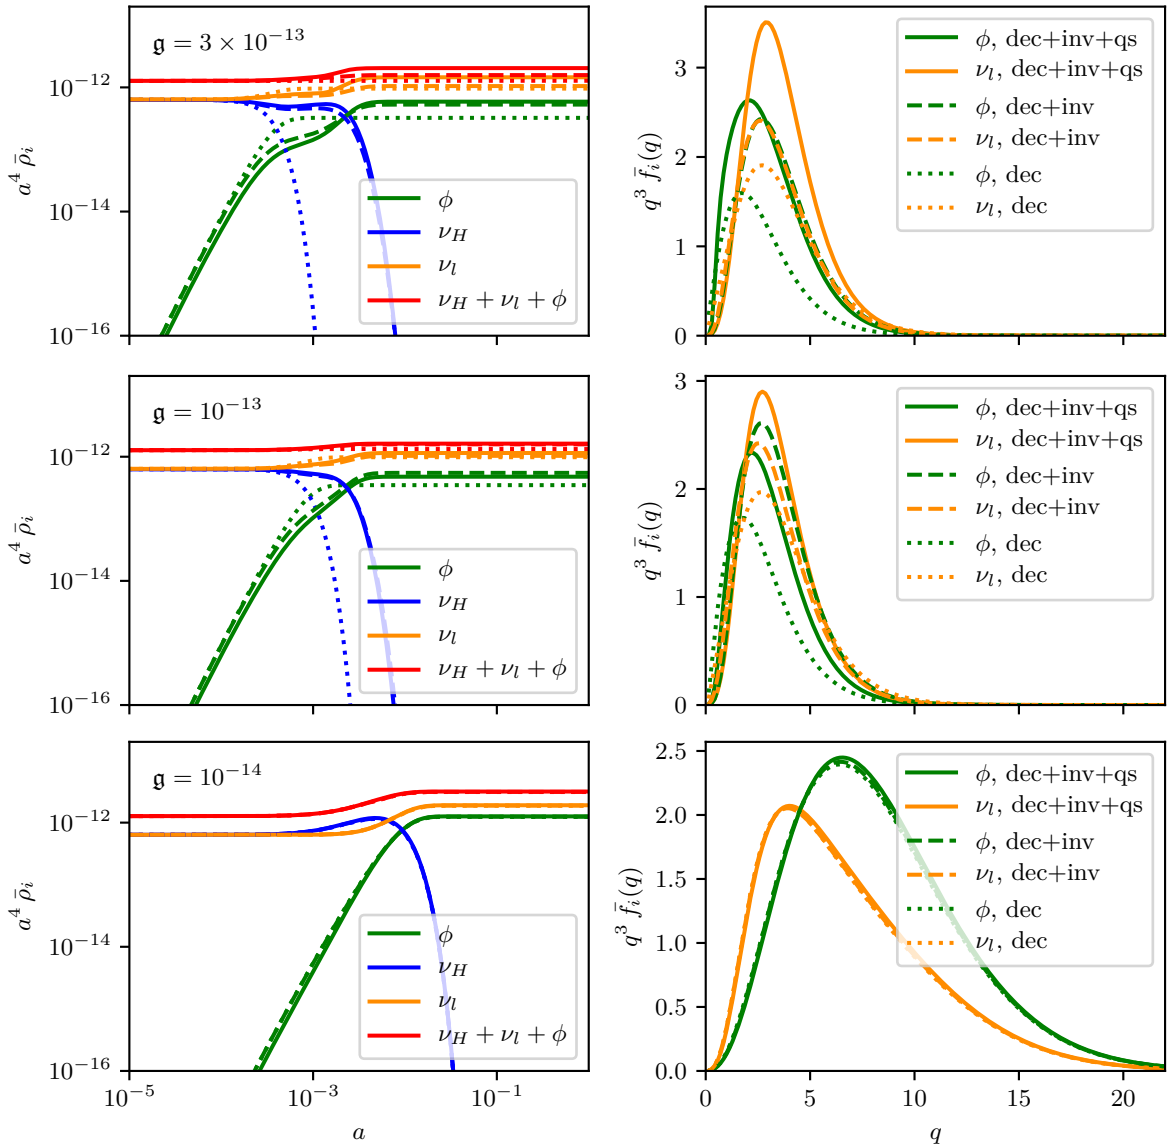 𝔤 = 3 × 10⁻¹³
a⁴ ρ̄ᵢ
10⁻¹²
10⁻¹⁴
10⁻¹⁶
ϕ
ν_H
ν_l
ν_H + ν_l + ϕ
q³ f̄ᵢ(q)
3
2
1
0
ϕ, dec+inv+qs
ν_l, dec+inv+qs
ϕ, dec+inv
ν_l, dec+inv
ϕ, dec
ν_l, dec
𝔤 = 10⁻¹³
a⁴ ρ̄ᵢ
10⁻¹²
10⁻¹⁴
10⁻¹⁶
ϕ
ν_H
ν_l
ν_H + ν_l + ϕ
q³ f̄ᵢ(q)
3
2
1
0
ϕ, dec+inv+qs
ν_l, dec+inv+qs
ϕ, dec+inv
ν_l, dec+inv
ϕ, dec
ν_l, dec
𝔤 = 10⁻¹⁴
a⁴ ρ̄ᵢ
10⁻¹²
10⁻¹⁴
10⁻¹⁶
ϕ
ν_H
ν_l
ν_H + ν_l + ϕ
10⁻⁵ 10⁻³ 10⁻¹
a
q³ f̄ᵢ(q)
2.5
2.0
1.5
1.0
0.5
0.0
ϕ, dec+inv+qs
ν_l, dec+inv+qs
ϕ, dec+inv
ν_l, dec+inv
ϕ, dec
ν_l, dec
0 5 10 15 20
q